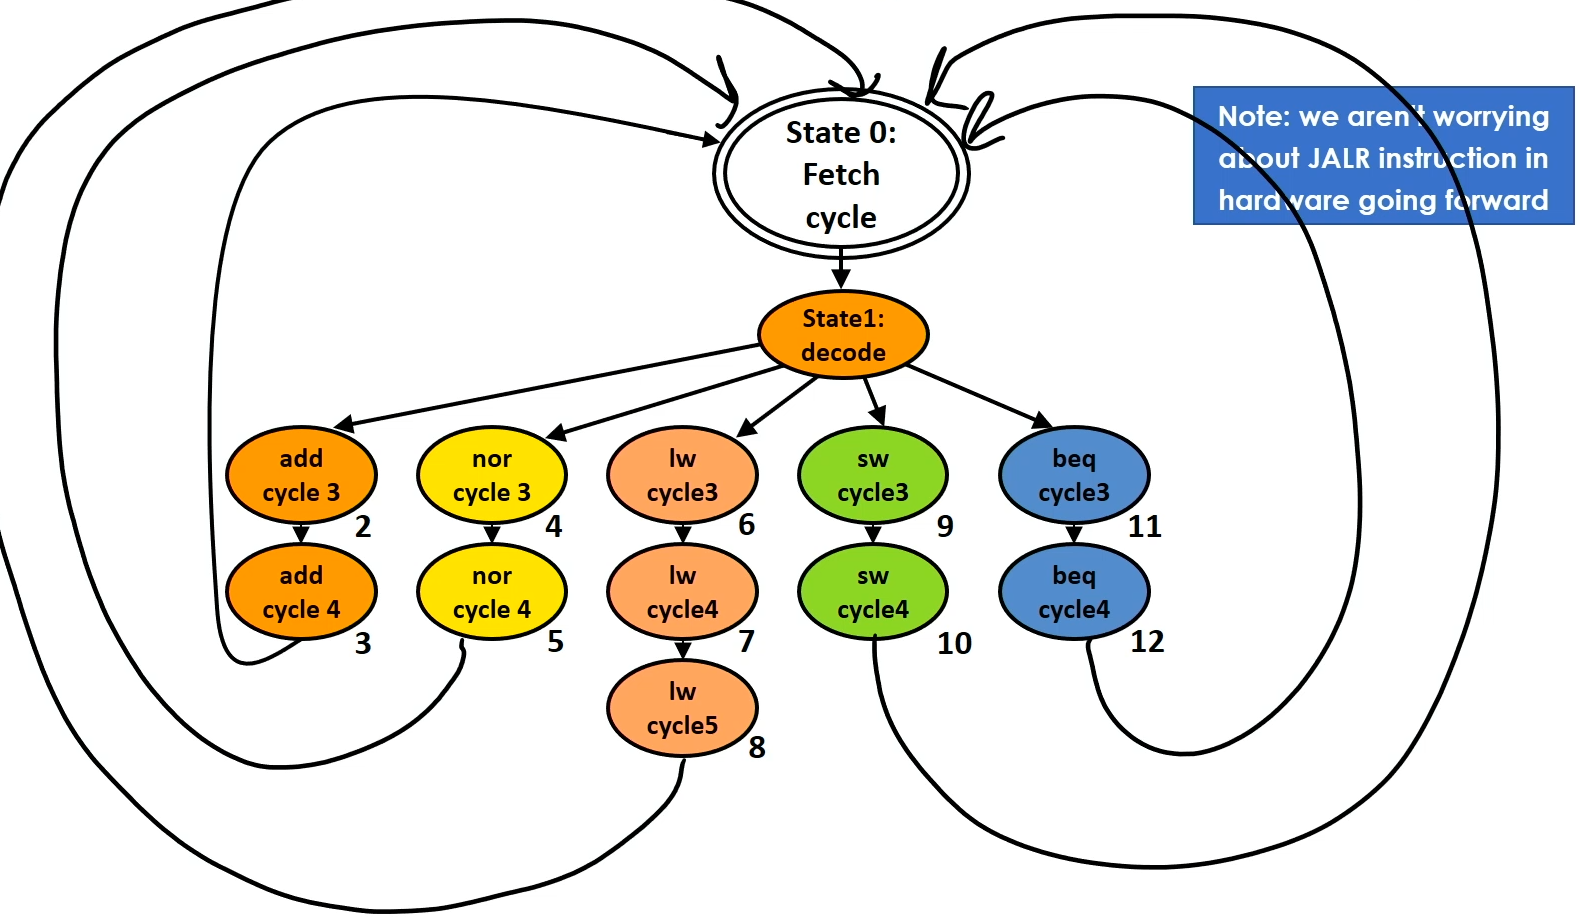 State 0:
Fetch
cycle
Note: we aren't worrying
about JALR instruction in
hardware going forward
State1:
decode
add
cycle 3
2
nor
cycle 3
4
lw
cycle3
6
sw
cycle3
9
beq
cycle3
11
add
cycle 4
3
nor
cycle 4
5
lw
cycle4
7
sw
cycle4
10
beq
cycle4
12
lw
cycle5
8